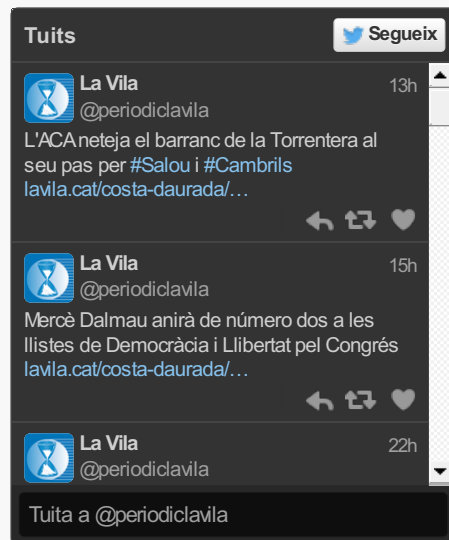 Tuits
Segueix
La Vila
13h
@periodiclavila
L'ACA neteja el barranc de la Torrentera al
seu pas per #Salou i #Cambrils
lavila.cat/costa-daurada/…
La Vila
15h
@periodiclavila
Mercè Dalmau anirà de número dos a les
llistes de Democràcia i Llibertat pel Congrés
lavila.cat/costa-daurada/…
La Vila
22h
@periodiclavila
Tuita a @periodiclavila